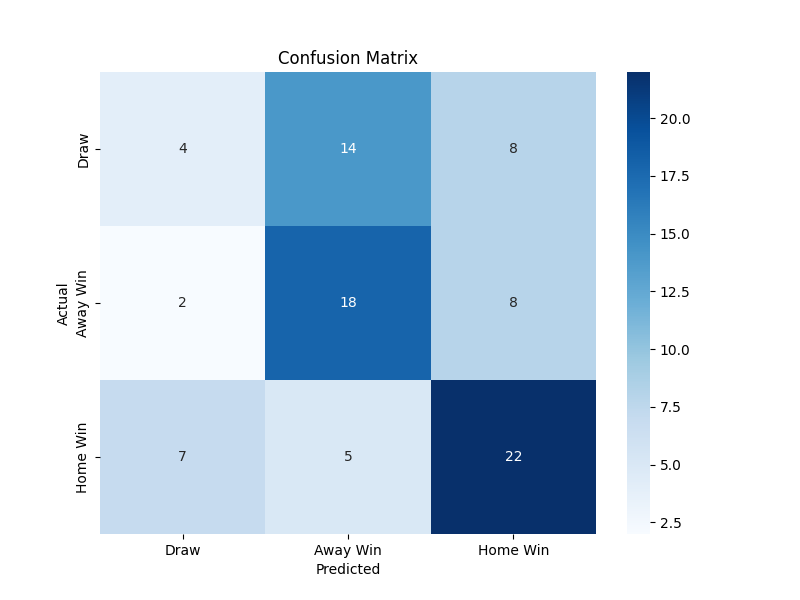 Confusion Matrix
Actual
Draw
4 14 8
Away Win
2 18 8
Home Win
7 5 22
Draw Away Win Home Win
Predicted
20.0
17.5
15.0
12.5
10.0
7.5
5.0
2.5